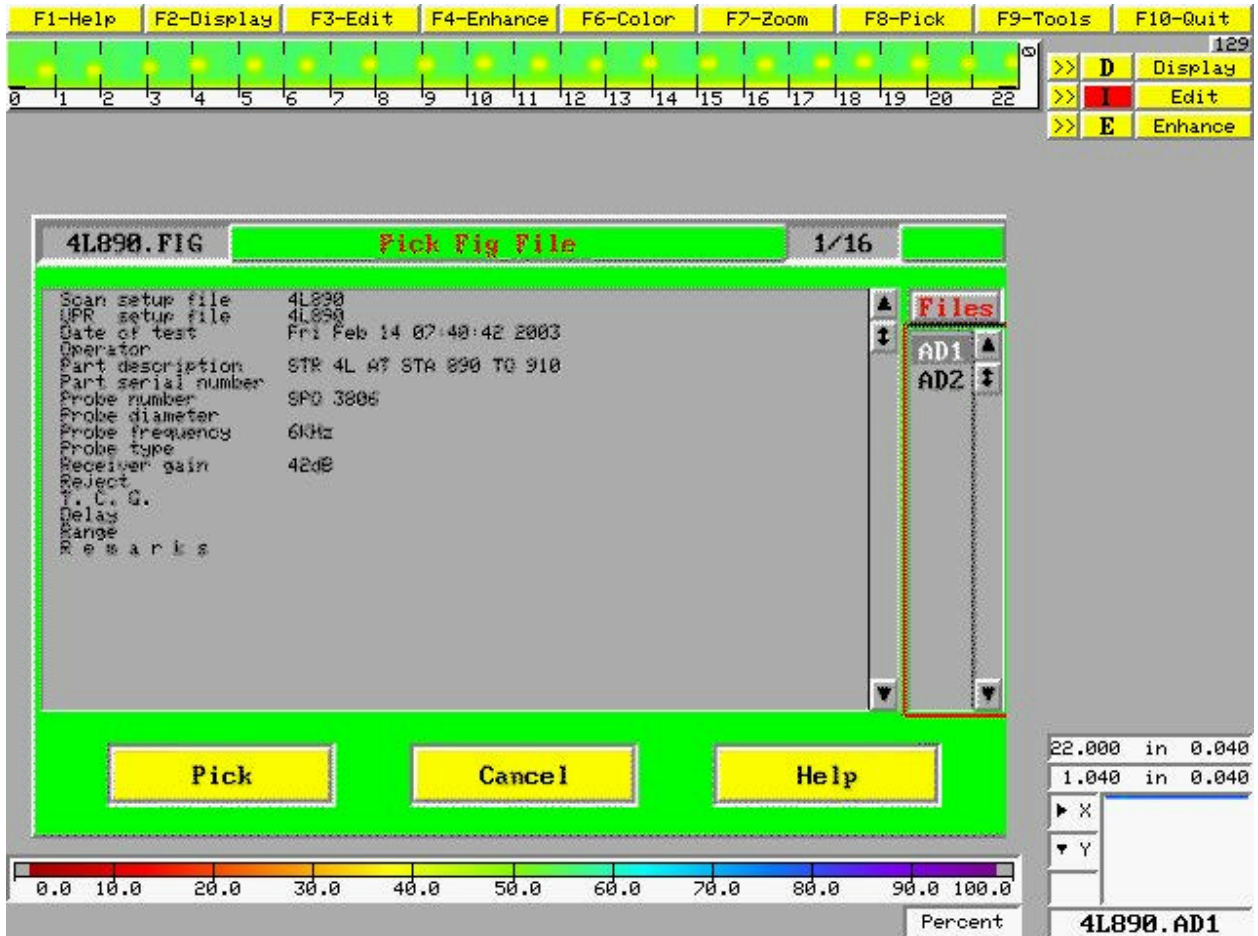 F1-Help F2-Display F3-Edit F4-Enhance F6-Color F7-Zoom F8-Pick F9-Tools F10-Quit
129
>> D Display
0 1 2 3 4 5 6 7 8 9 10 11 12 13 14 15 16 17 18 19 20 22
>> I Edit
>> E Enhance
4L890.FIG Pick Fig File 1/16
Scan setup file 4L890
UPR setup file 4L890
Date of test Fri Feb 14 07:40:42 2003
Operator
Part description STR 4L AT STA 890 TO 910
Part serial number
Probe number SPO 3806
Probe diameter
Probe frequency 6KHz
Probe type
Receiver gain 42dB
Reject
T. C. G.
Delay
Range
R e m a r k s
Files
AD1
AD2
Pick Cancel Help
22.000 in 0.040
1.040 in 0.040
X
Y
0.0 10.0 20.0 30.0 40.0 50.0 60.0 70.0 80.0 90.0 100.0
Percent
4L890.AD1